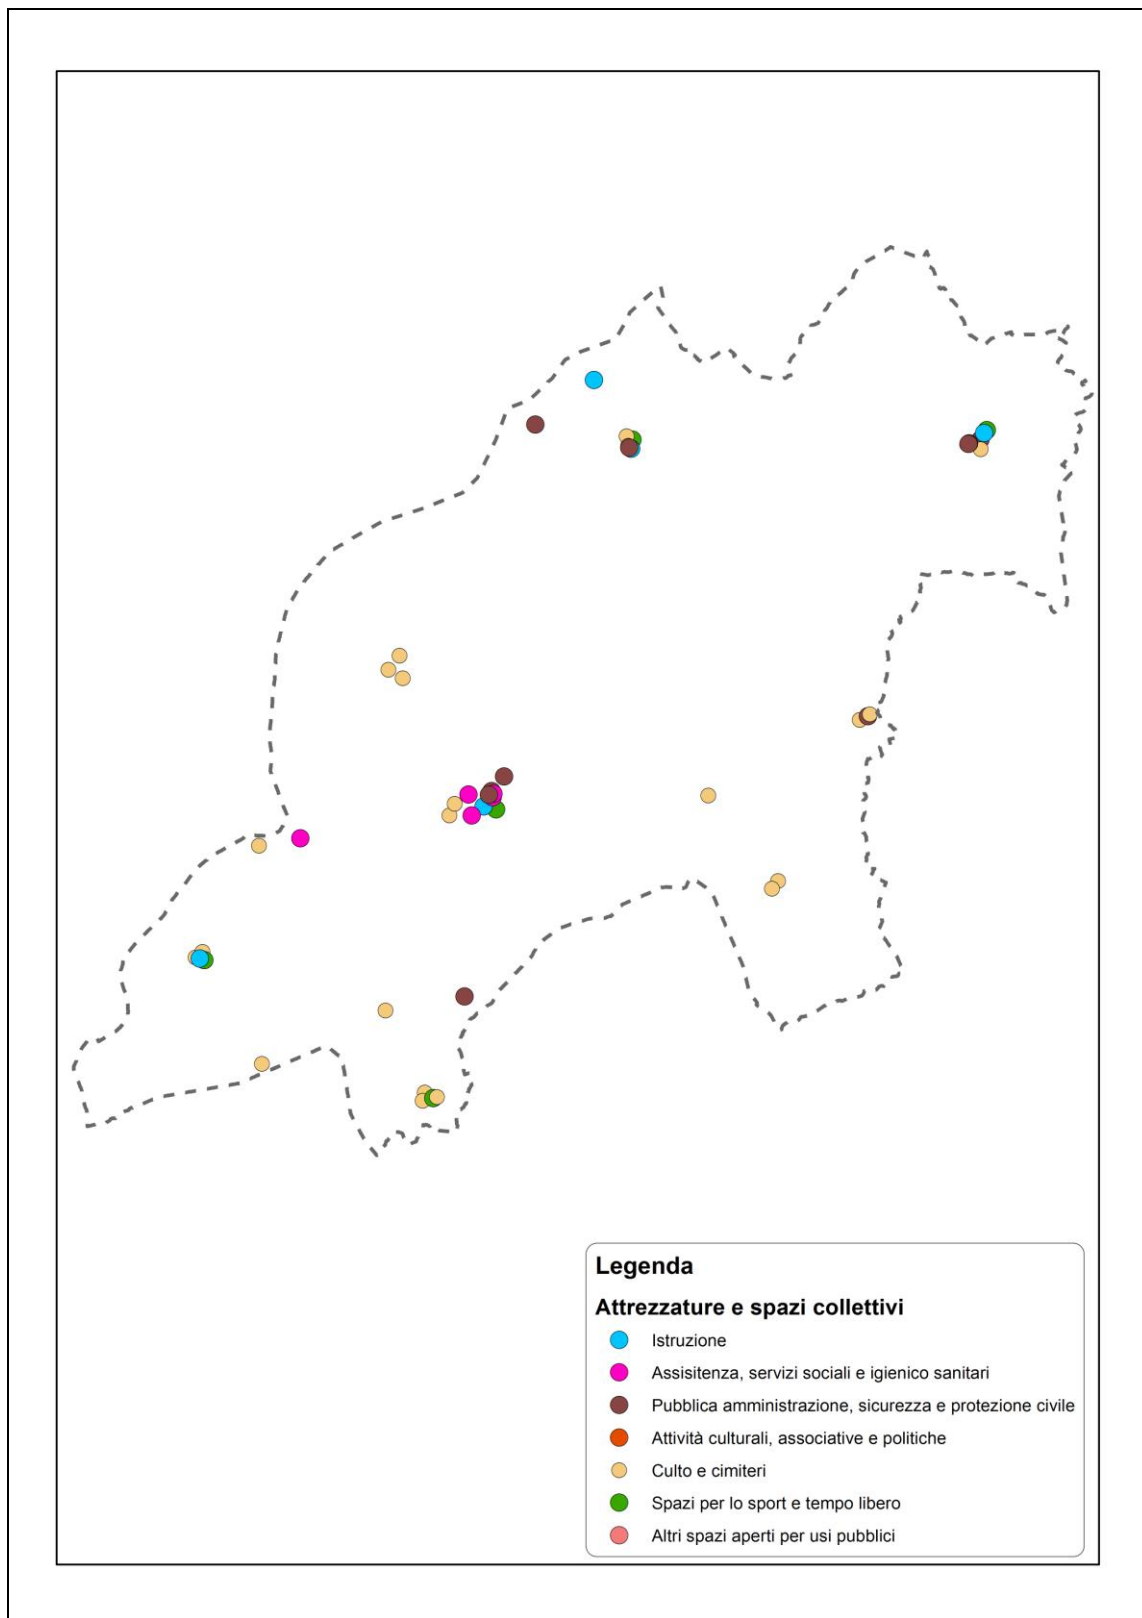 Legenda
Attrezzature e spazi collettivi
Istruzione
Assisitenza, servizi sociali e igienico sanitari
Pubblica amministrazione, sicurezza e protezione civile
Attività culturali, associative e politiche
Culto e cimiteri
Spazi per lo sport e tempo libero
Altri spazi aperti per usi pubblici